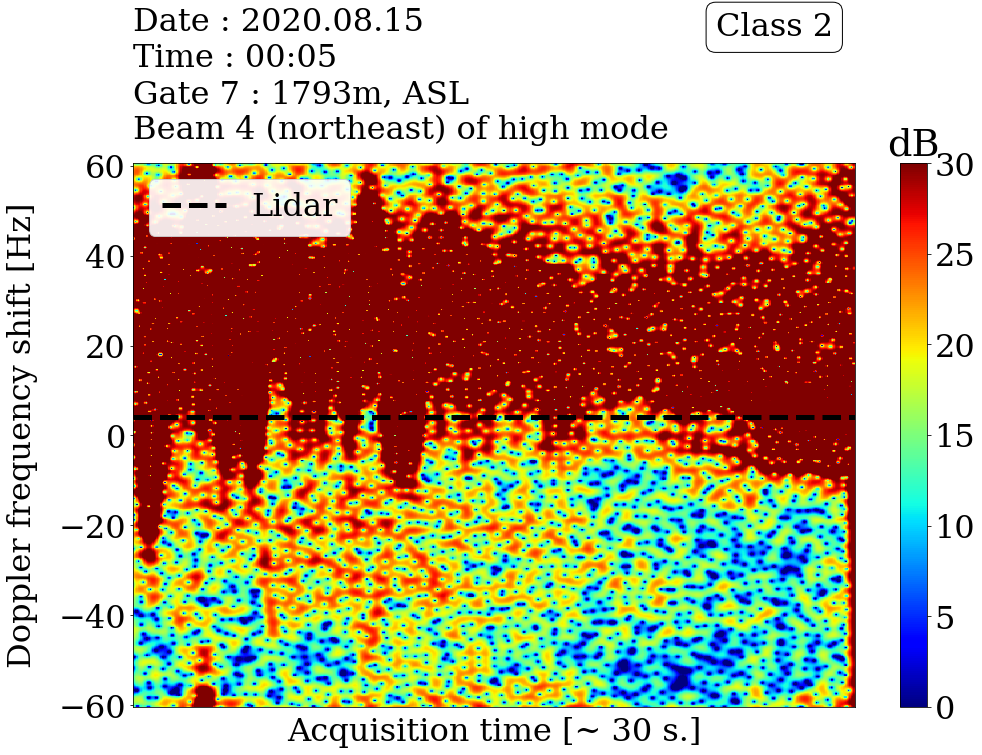 Date : 2020.08.15
Time : 00:05
Gate 7 : 1793m, ASL
Beam 4 (northeast) of high mode
Class 2
dB
Lidar
Doppler frequency shift [Hz]
60
40
20
0
−20
−40
−60
Acquisition time [~ 30 s.]
30
25
20
15
10
5
0